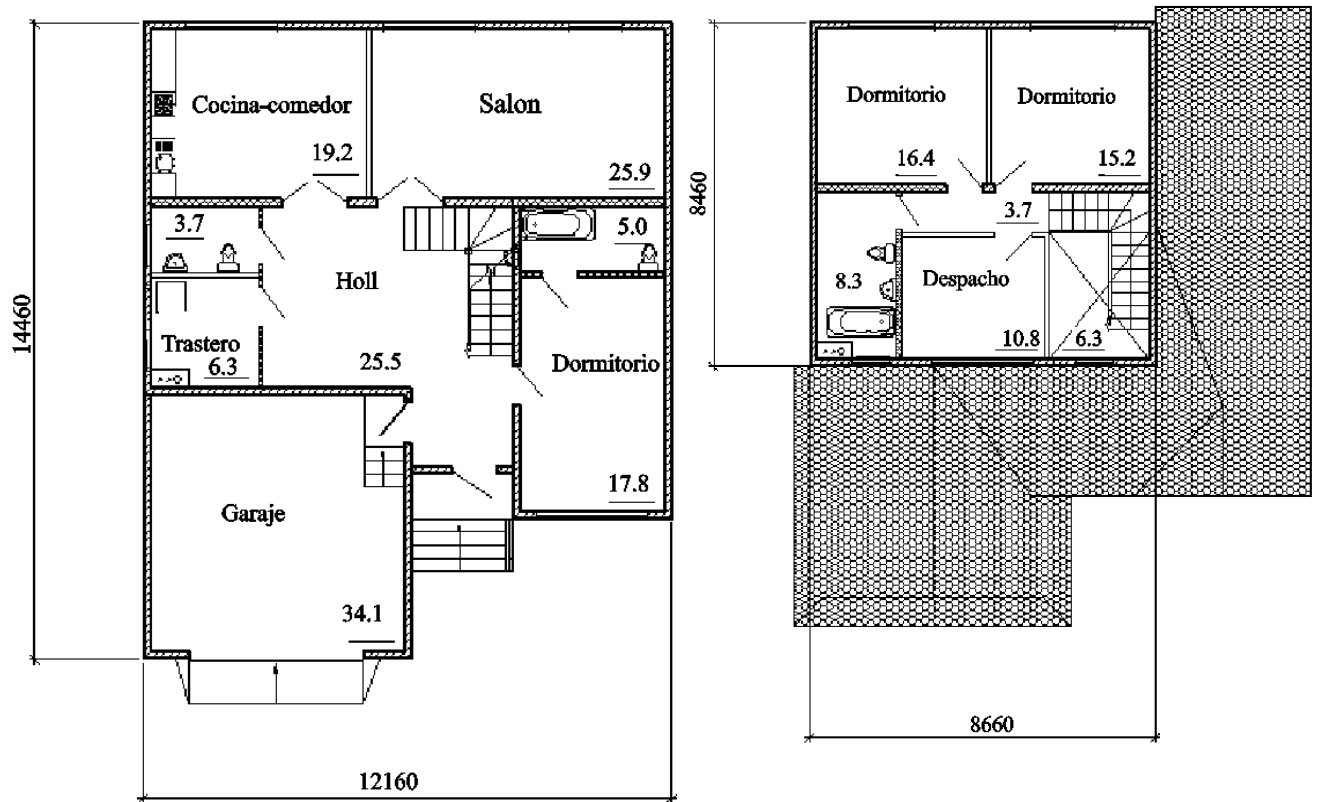 Cocina-comedor
19.2
Salon
25.9
3.7
5.0
Holl
Trastero
6.3
25.5
Dormitorio
17.8
Garaje
34.1
14460
12160
Dormitorio
16.4
Dormitorio
15.2
3.7
8.3
Despacho
10.8
6.3
8460
8660